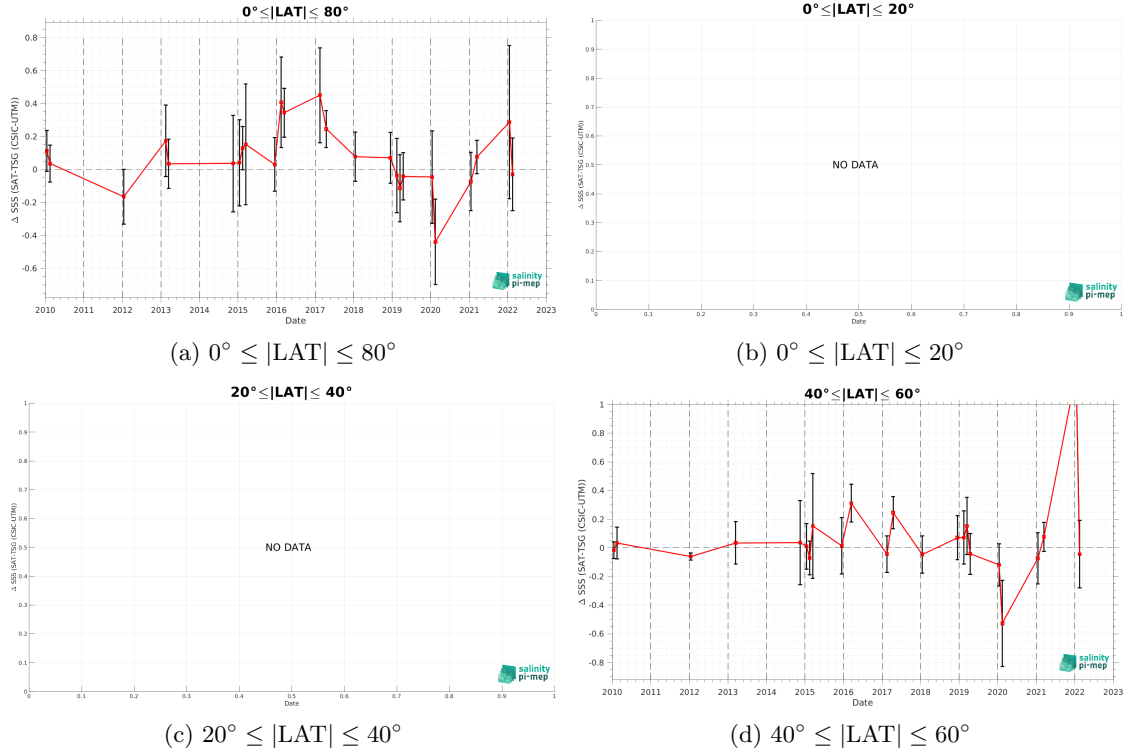 0°≤|LAT|≤ 80°
Δ SSS (SAT-TSG (CSIC-UTM))
0.8
0.6
0.4
0.2
0
-0.2
-0.4
-0.6
2010 2011 2012 2013 2014 2015 2016 2017 2018 2019 2020 2021 2022 2023
Date
salinity
pi-mep
(a) 0° ≤ |LAT| ≤ 80°
0°≤|LAT|≤ 20°
Δ SSS (SAT-TSG (CSIC-UTM))
1
0.9
0.8
0.7
0.6
0.5
0.4
0.3
0.2
0.1
0
NO DATA
0 0.1 0.2 0.3 0.4 0.5 0.6 0.7 0.8 0.9 1
Date
salinity
pi-mep
(b) 0° ≤ |LAT| ≤ 20°
20°≤|LAT|≤ 40°
Δ SSS (SAT-TSG (CSIC-UTM))
1
0.9
0.8
0.7
0.6
0.5
0.4
0.3
0.2
0.1
0
NO DATA
0 0.1 0.2 0.3 0.4 0.5 0.6 0.7 0.8 0.9 1
Date
salinity
pi-mep
(c) 20° ≤ |LAT| ≤ 40°
40°≤|LAT|≤ 60°
Δ SSS (SAT-TSG (CSIC-UTM))
1
0.8
0.6
0.4
0.2
0
-0.2
-0.4
-0.6
-0.8
2010 2011 2012 2013 2014 2015 2016 2017 2018 2019 2020 2021 2022 2023
Date
salinity
pi-mep
(d) 40° ≤ |LAT| ≤ 60°